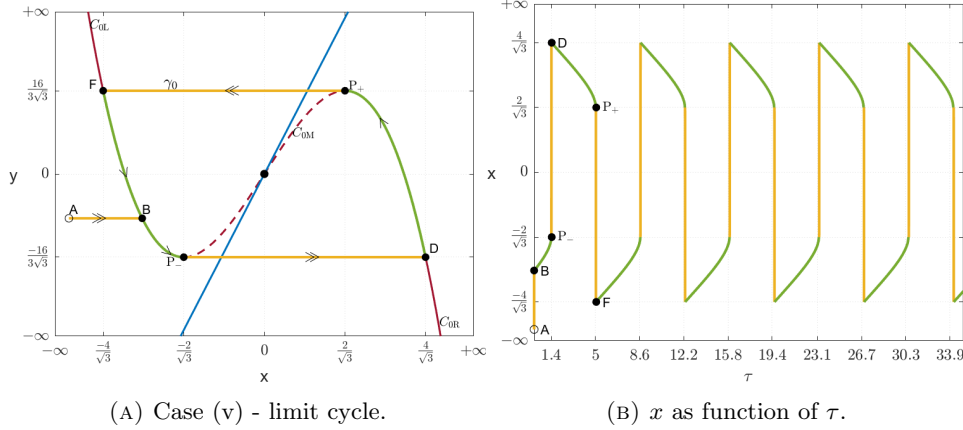 +∞
C₀L
F
16/3√3
γ₀
P₊
C₀M
y
0
A
B
-16/3√3
P₋
D
-∞
C₀R
-∞
-4/√3
-2/√3
0
2/√3
4/√3
+∞
x
(A) Case (v) - limit cycle.
+∞
4/√3
D
2/√3
P₊
x
0
-2/√3
P₋
B
-4/√3
F
A
-∞
1.4 5 8.6 12.2 15.8 19.4 23.1 26.7 30.3 33.9
τ
(B) x as function of τ.